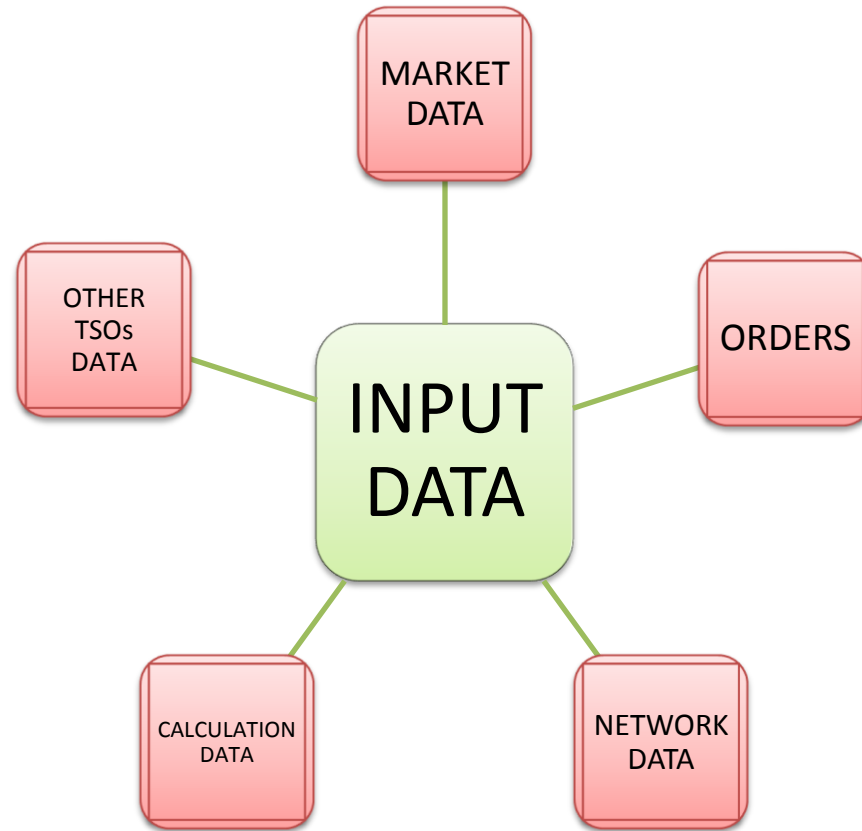 MARKET
DATA
OTHER
TSOs
DATA
ORDERS
INPUT
DATA
CALCULATION
DATA
NETWORK
DATA